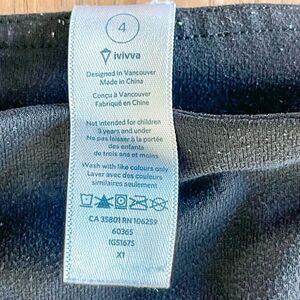 4
ivivva
Designed in Vancouver
Made in China
Conçu à Vancouver
Fabriqué en Chine
Not intended for children
3 years and under
Ne pas laisser à la portée
des enfants
de trois ans et moins
Wash with like colours only
Laver avec des couleurs
similaires seulement
CA 35801 RN 106259
60365
IG5167S
X1